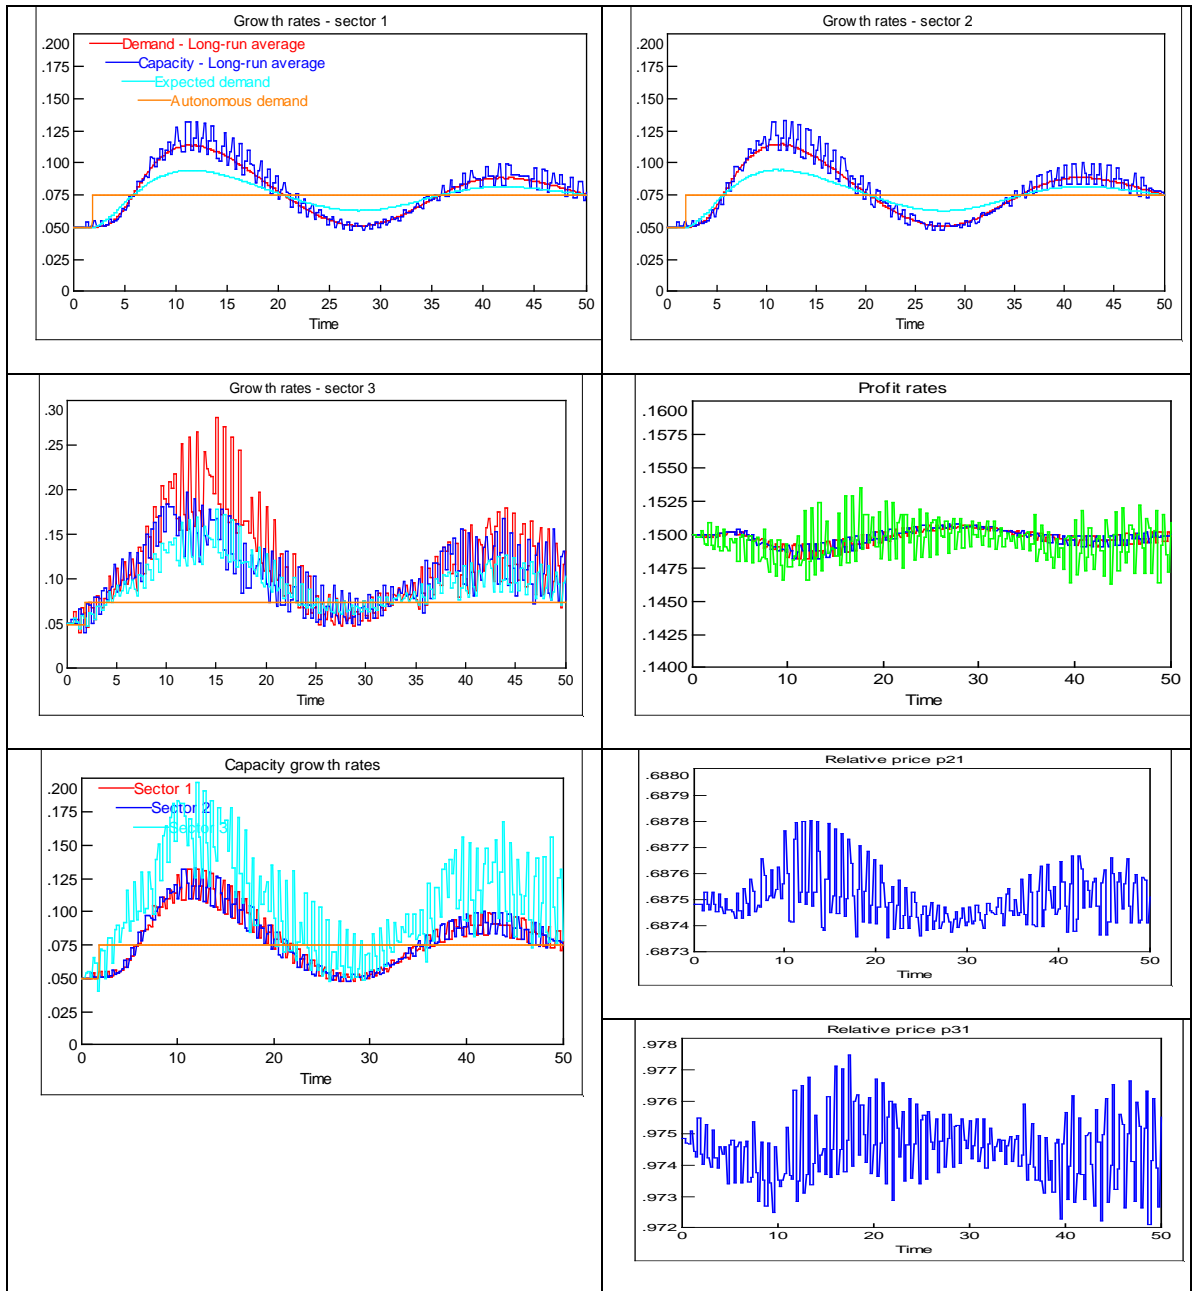 Growth rates - sector 1
.200
.175
.150
.125
.100
.075
.050
.025
0
Demand - Long-run average
Capacity - Long-run average
Expected demand
Autonomous demand
0 5 10 15 20 25 30 35 40 45 50
Time
Growth rates - sector 2
.200
.175
.150
.125
.100
.075
.050
.025
0
0 5 10 15 20 25 30 35 40 45 50
Time
Growth rates - sector 3
.30
.25
.20
.15
.10
.05
0
0 5 10 15 20 25 30 35 40 45 50
Time
Profit rates
.1600
.1575
.1550
.1525
.1500
.1475
.1450
.1425
.1400
0 10 20 30 40 50
Time
Capacity growth rates
.200
.175
.150
.125
.100
.075
.050
.025
0
Sector 1
Sector 2
Sector 3
0 10 20 30 40 50
Time
Relative price p21
.6880
.6879
.6878
.6877
.6876
.6875
.6874
.6873
0 10 20 30 40 50
Time
Relative price p31
.978
.977
.976
.975
.974
.973
.972
0 10 20 30 40 50
Time